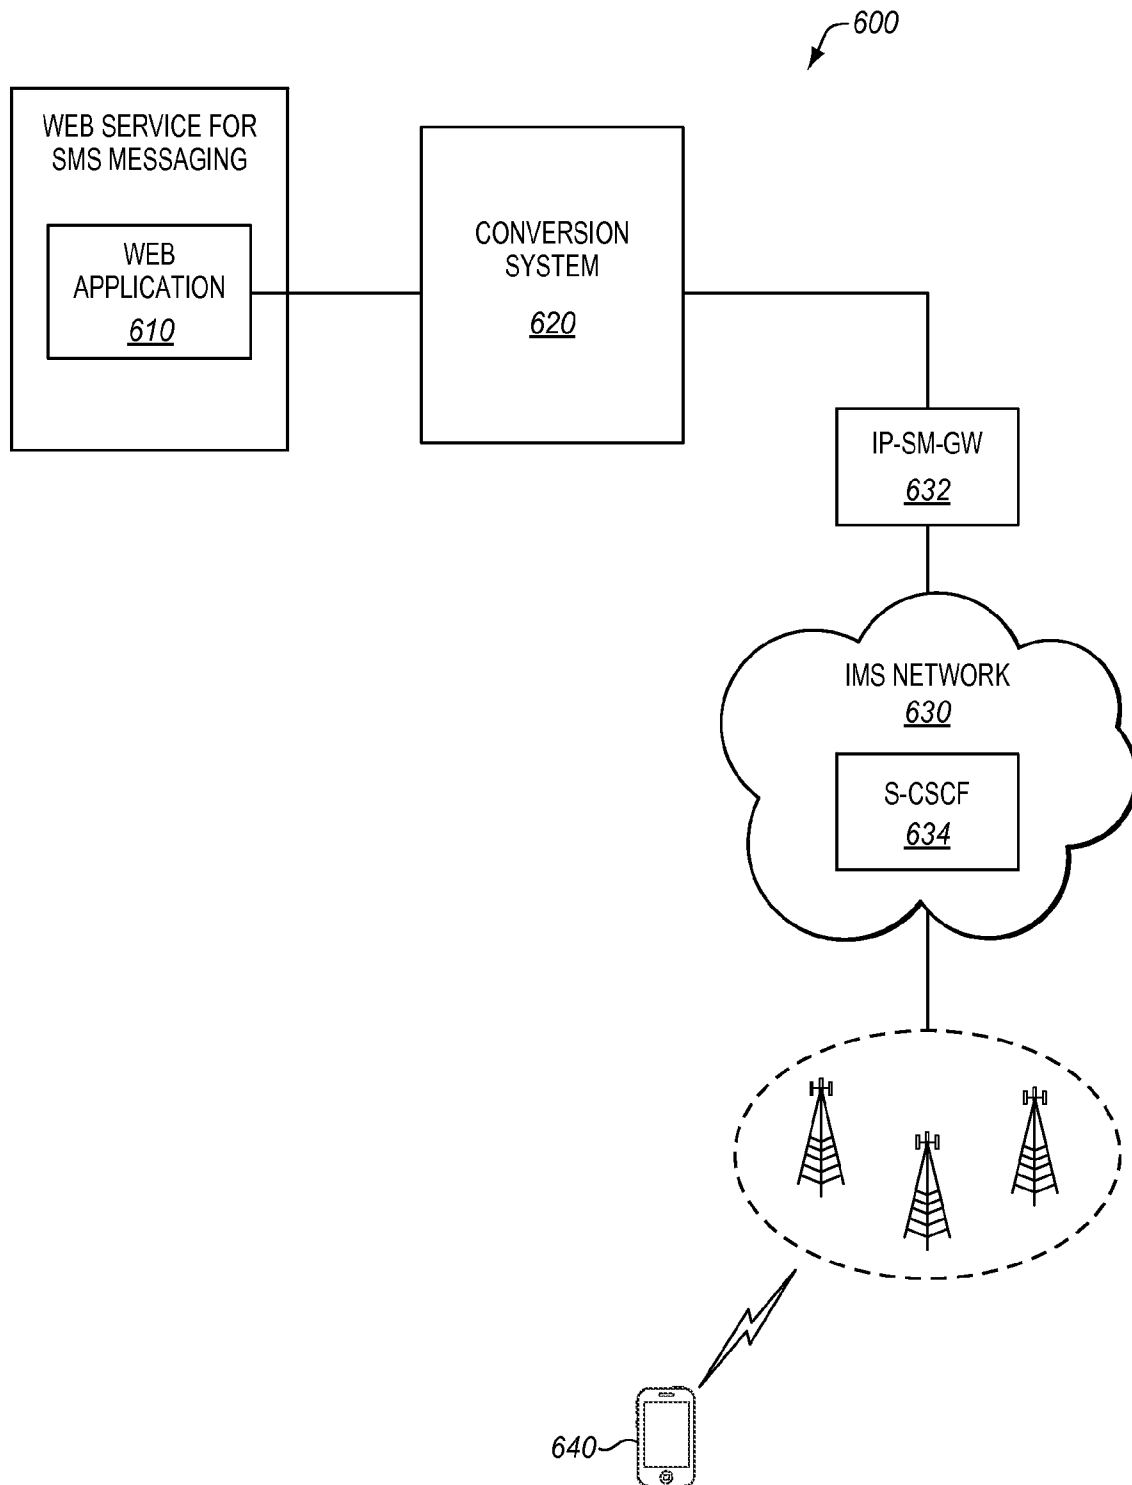 600
WEB SERVICE FOR
SMS MESSAGING
WEB
APPLICATION
610
CONVERSION
SYSTEM
620
IP-SM-GW
632
IMS NETWORK
630
S-CSCF
634
640